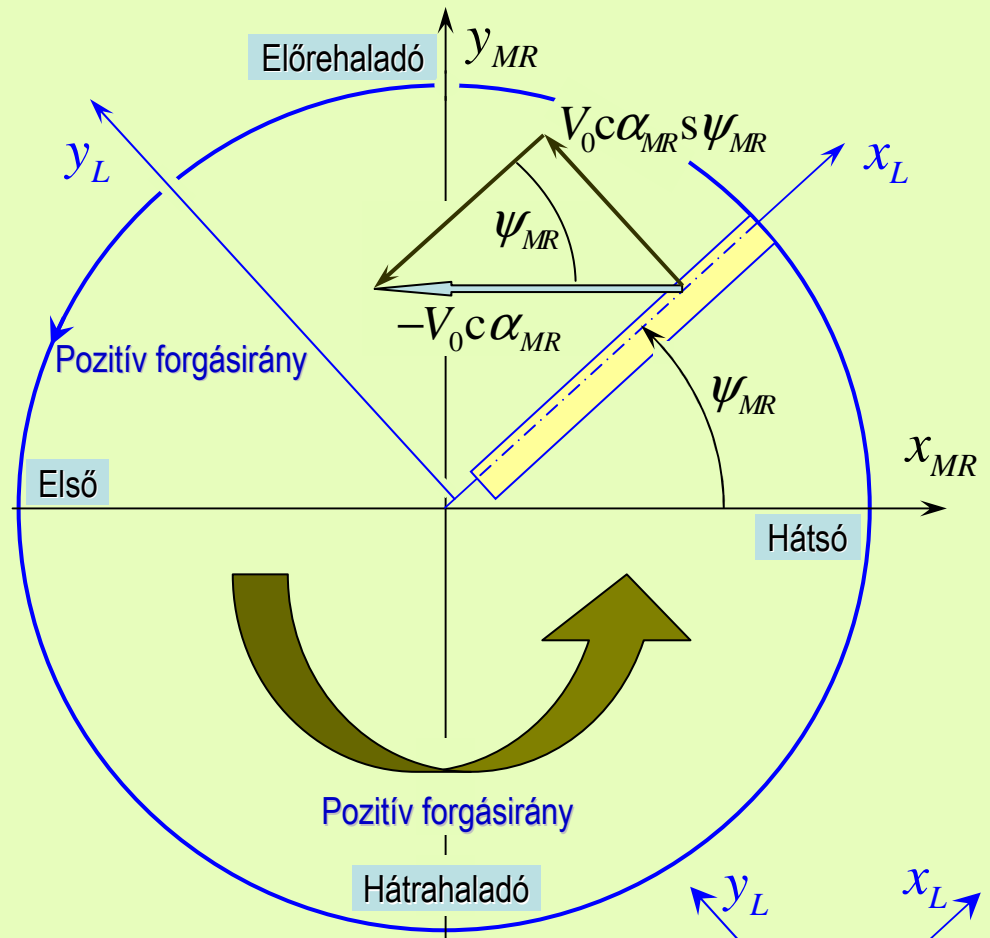 y_MR
Előrehaladó
V₀cα_MR sψ_MR
y_L
x_L
ψ_MR
−V₀cα_MR
Pozitív forgásirány
ψ_MR
x_MR
Első
Hátsó
Pozitív forgásirány
Hátrahaladó
y_L
x_L